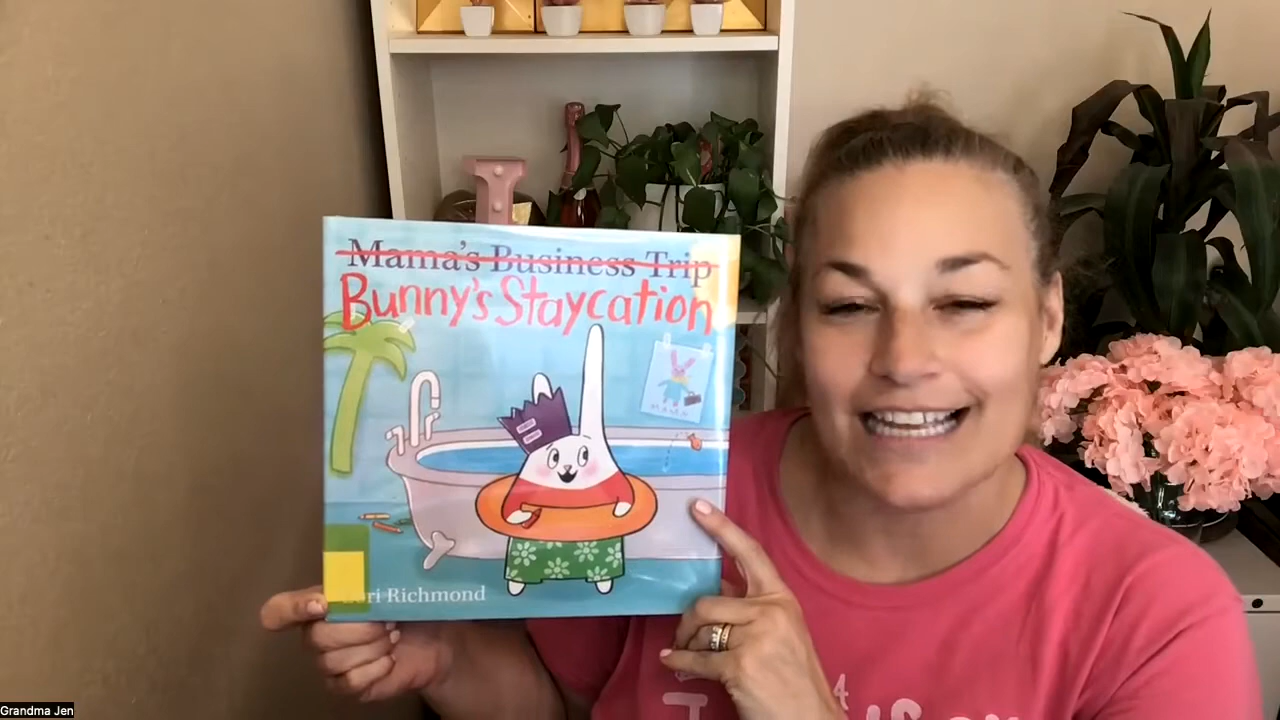 Mama's Business Trip
Bunny's Staycation
MAMA
Richmond
Grandma Jen